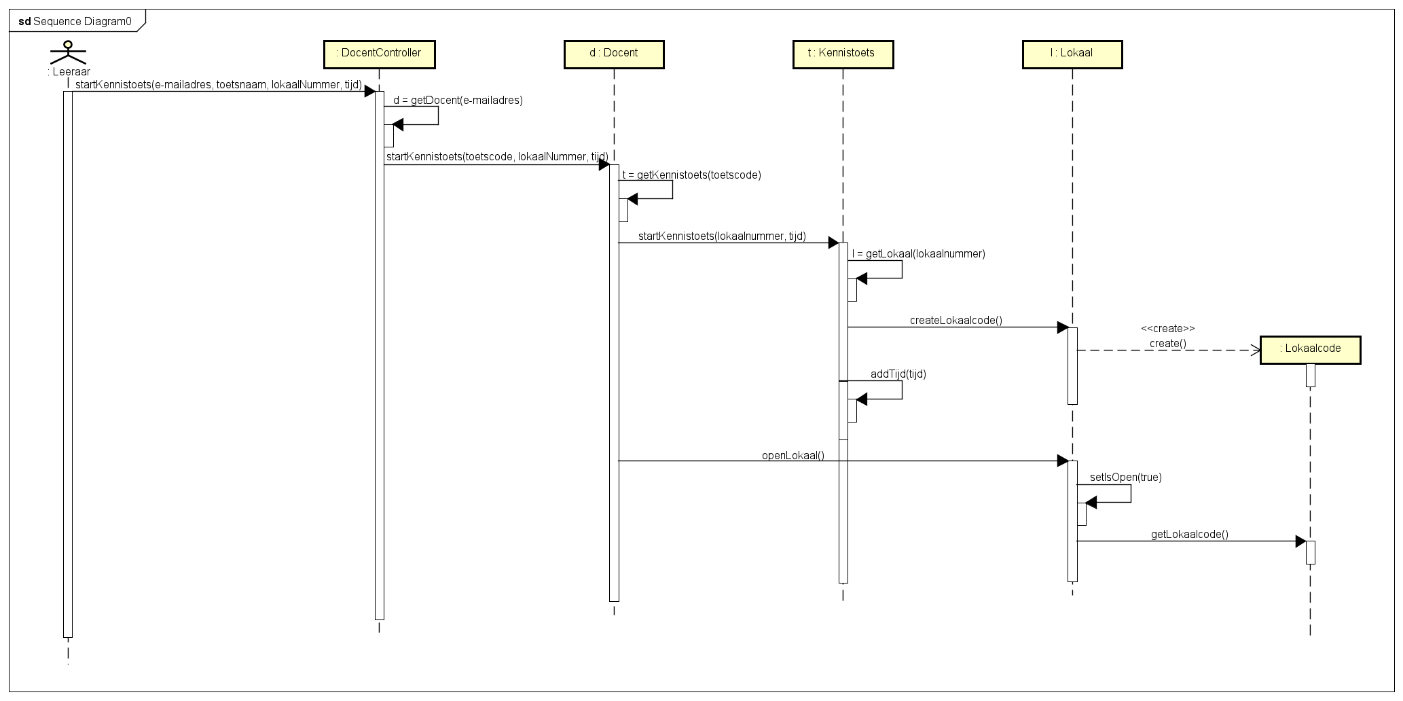 sd Sequence Diagram0
: Leeraar
: DocentController
d : Docent
t : Kennistoets
l : Lokaal
startKennistoets(e-mailadres, toetsnaam, lokaalNummer, tijd)
d = getDocent(e-mailadres)
startKennistoets(toetscode, lokaalNummer, tijd)
t = getKennistoets(toetscode)
startKennistoets(lokaalnummer, tijd)
l = getLokaal(lokaalnummer)
createLokaalcode()
<<create>>
create()
: Lokaalcode
addTijd(tijd)
openLokaal()
setIsOpen(true)
getLokaalcode()